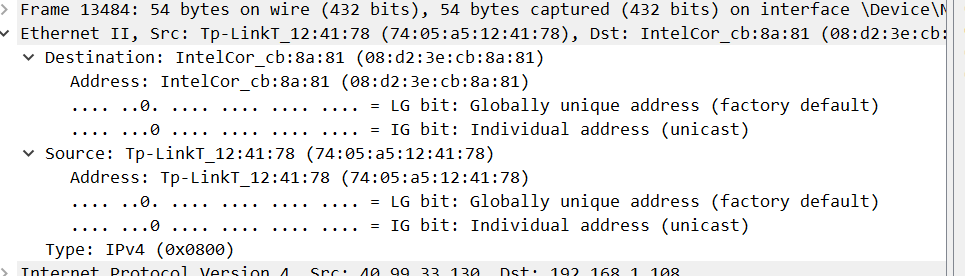 Frame 13484: 54 bytes on wire (432 bits), 54 bytes captured (432 bits) on interface \Device\N
Ethernet II, Src: Tp-LinkT_12:41:78 (74:05:a5:12:41:78), Dst: IntelCor_cb:8a:81 (08:d2:3e:cb:
Destination: IntelCor_cb:8a:81 (08:d2:3e:cb:8a:81)
Address: IntelCor_cb:8a:81 (08:d2:3e:cb:8a:81)
.... ..0. .... .... .... .... = LG bit: Globally unique address (factory default)
.... ...0 .... .... .... .... = IG bit: Individual address (unicast)
Source: Tp-LinkT_12:41:78 (74:05:a5:12:41:78)
Address: Tp-LinkT_12:41:78 (74:05:a5:12:41:78)
.... ..0. .... .... .... .... = LG bit: Globally unique address (factory default)
.... ...0 .... .... .... .... = IG bit: Individual address (unicast)
Type: IPv4 (0x0800)
Internet Protocol Version 4, Src: 40.99.33.130, Dst: 192.168.1.108